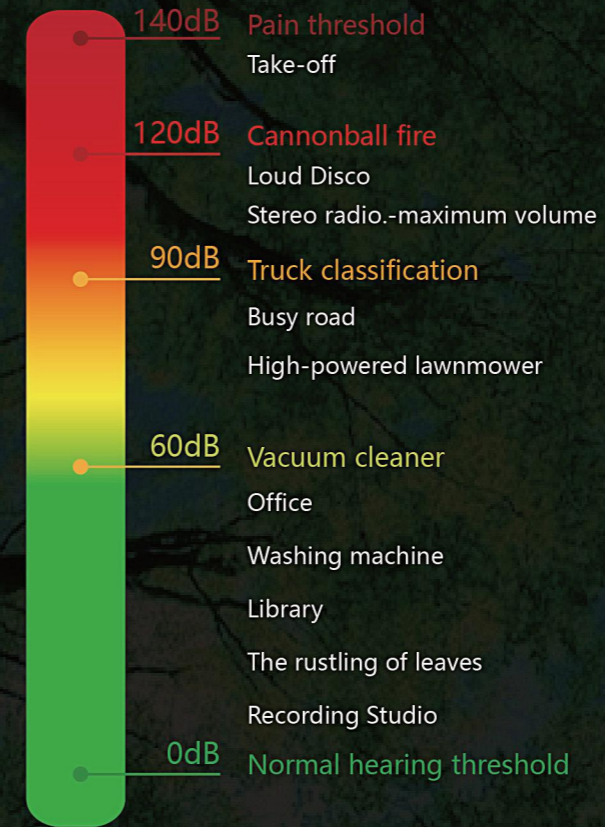 140dB Pain threshold
Take-off
120dB Cannonball fire
Loud Disco
Stereo radio.-maximum volume
90dB Truck classification
Busy road
High-powered lawnmower
60dB Vacuum cleaner
Office
Washing machine
Library
The rustling of leaves
Recording Studio
0dB Normal hearing threshold